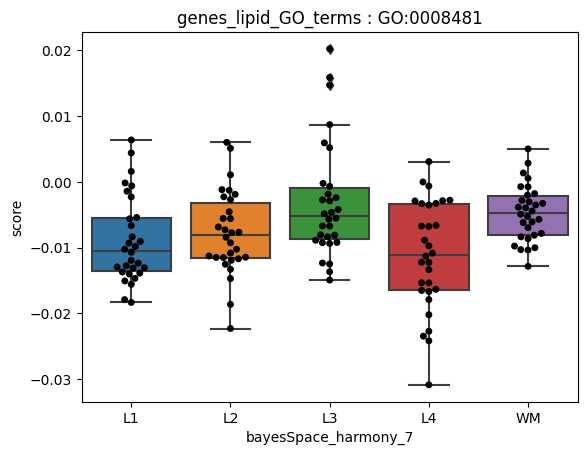 genes_lipid_GO_terms : GO:0008481
0.02
0.01
0.00
−0.01
−0.02
−0.03
score
L1 L2 L3 L4 WM
bayesSpace_harmony_7